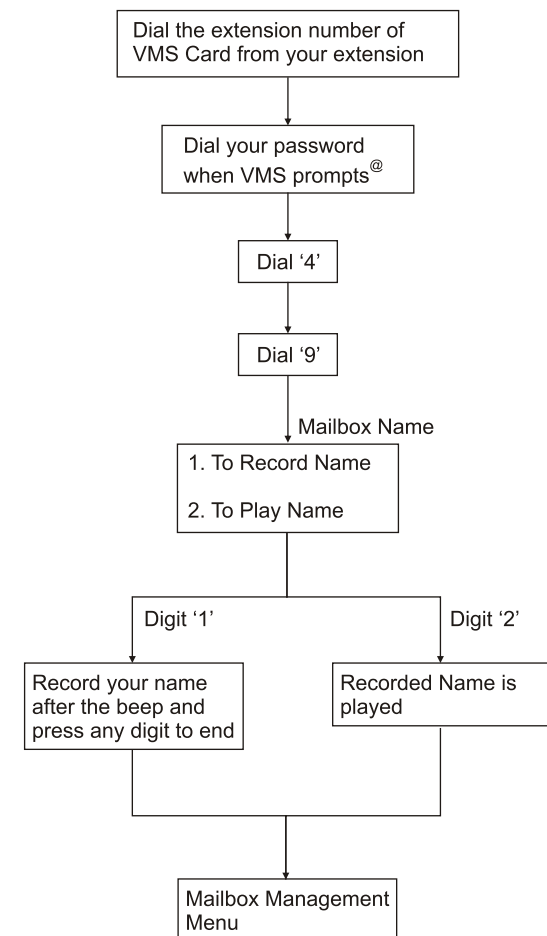 Dial the extension number of
VMS Card from your extension
Dial your password
when VMS prompts@
Dial ‘4’
Dial ‘9’
Mailbox Name
1. To Record Name
2. To Play Name
Digit ‘1’
Digit ‘2’
Record your name
after the beep and
press any digit to end
Recorded Name is
played
Mailbox Management
Menu